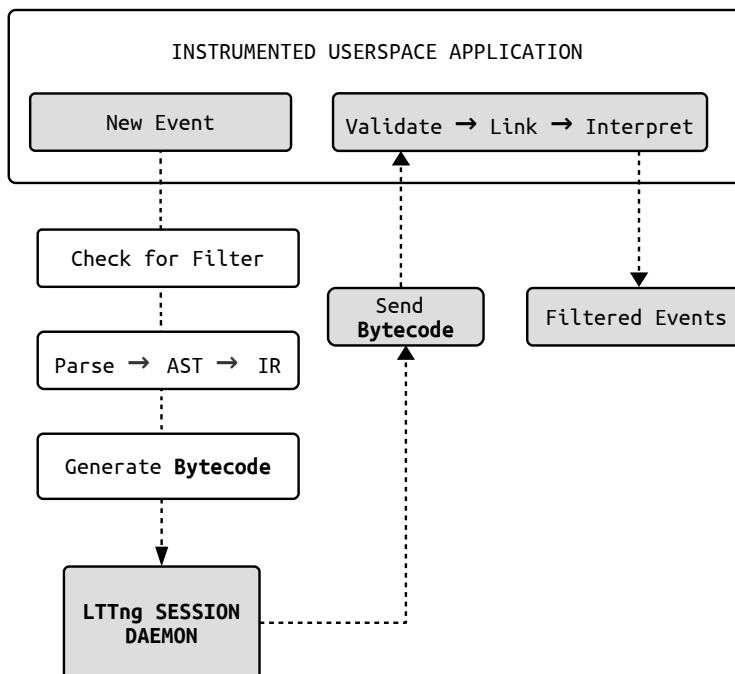 INSTRUMENTED USERSPACE APPLICATION
New Event
Validate → Link → Interpret
Check for Filter
Send
Bytecode
Filtered Events
Parse → AST → IR
Generate Bytecode
LTTng SESSION
DAEMON